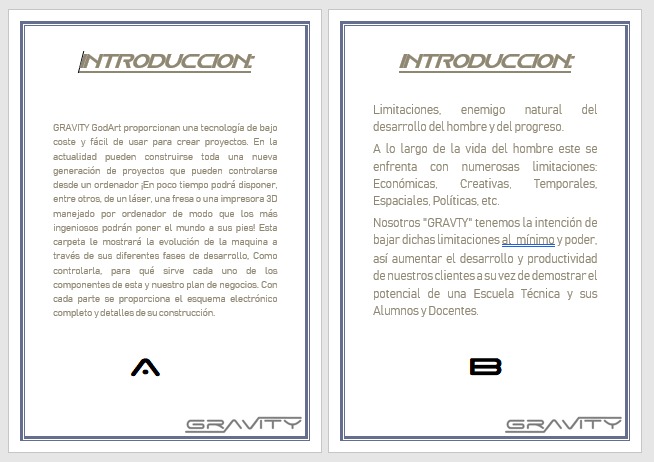 INTRODUCCION:
GRAVITY GodArt proporcionan una tecnología de bajo
coste y fácil de usar para crear proyectos. En la
actualidad pueden construirse toda una nueva
generación de proyectos que pueden controlarse
desde un ordenador ¡En poco tiempo podrá disponer,
entre otros, de un láser, una fresa o una impresora 3D
manejado por ordenador de modo que los más
ingeniosos podrán poner el mundo a sus pies! Esta
carpeta le mostrará la evolución de la maquina a
través de sus diferentes fases de desarrollo, Como
controlarla, para qué sirve cada uno de los
componentes de esta y nuestro plan de negocios. Con
cada parte se proporciona el esquema electrónico
completo y detalles de su construcción.
A
GRAVITY
INTRODUCCION:
Limitaciones, enemigo natural del
desarrollo del hombre y del progreso.
A lo largo de la vida del hombre este se
enfrenta con numerosas limitaciones:
Económicas, Creativas, Temporales,
Espaciales, Políticas, etc.
Nosotros "GRAVTY" tenemos la intención de
bajar dichas limitaciones al mínimo y poder,
así aumentar el desarrollo y productividad
de nuestros clientes a su vez de demostrar el
potencial de una Escuela Técnica y sus
Alumnos y Docentes.
B
GRAVITY